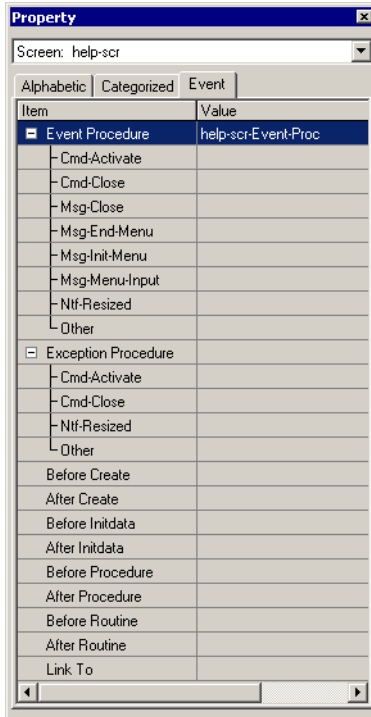 Property
Screen: help-scr
Alphabetic Categorized Event
Item Value
Event Procedure help-scr-Event-Proc
Cmd-Activate
Cmd-Close
Msg-Close
Msg-End-Menu
Msg-Init-Menu
Msg-Menu-Input
Ntf-Resized
Other
Exception Procedure
Cmd-Activate
Cmd-Close
Ntf-Resized
Other
Before Create
After Create
Before Initdata
After Initdata
Before Procedure
After Procedure
Before Routine
After Routine
Link To